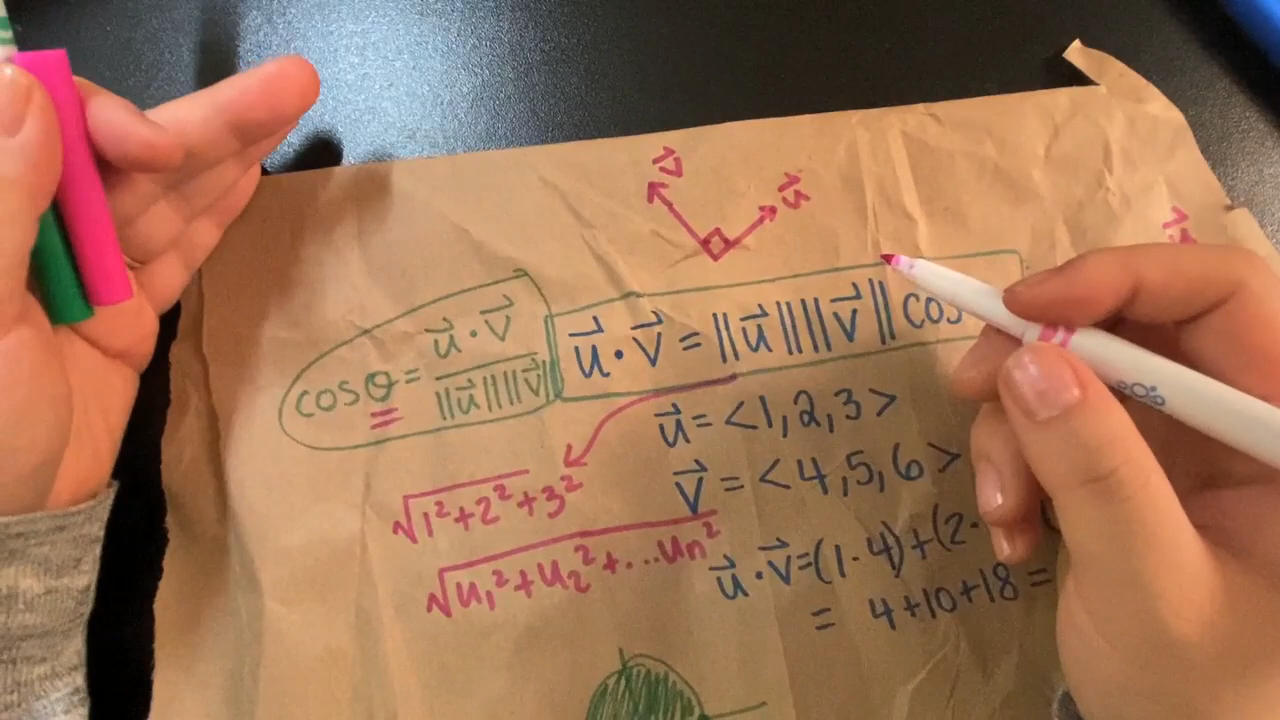 v⃗ u⃗
cosθ = u⃗·v⃗ / ||u⃗|| ||v⃗||
u⃗·v⃗ = ||u⃗|| ||v⃗|| cos
u⃗ = <1,2,3>
v⃗ = <4,5,6>
√1²+2²+3²
√u₁²+u₂²+...un²
u⃗·v⃗=(1·4)+(2·
= 4+10+18=